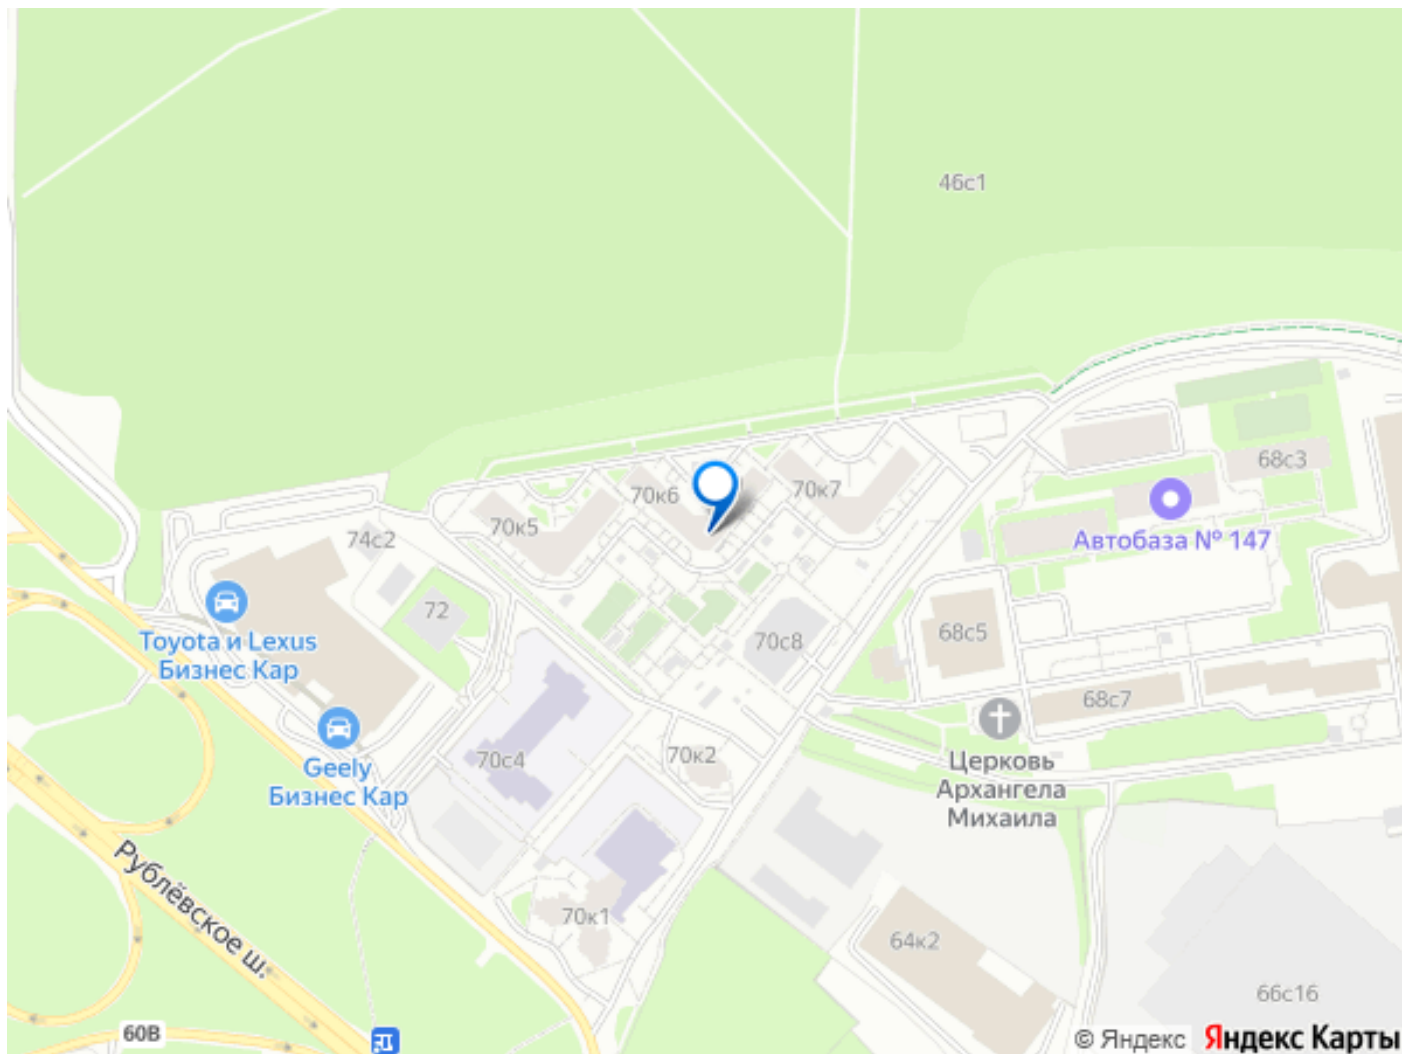 46с1
68с3
70к6
70к7
70к5
74с2
Автобаза № 147
72
Toyota и Lexus
Бизнес Кар
68с5
70с8
68с7
70к2
70с4
Geely
Бизнес Кар
Церковь
Архангела
Михаила
Рублёвское ш.
70к1
64к2
66с16
60В
© Яндекс Яндекс Карты